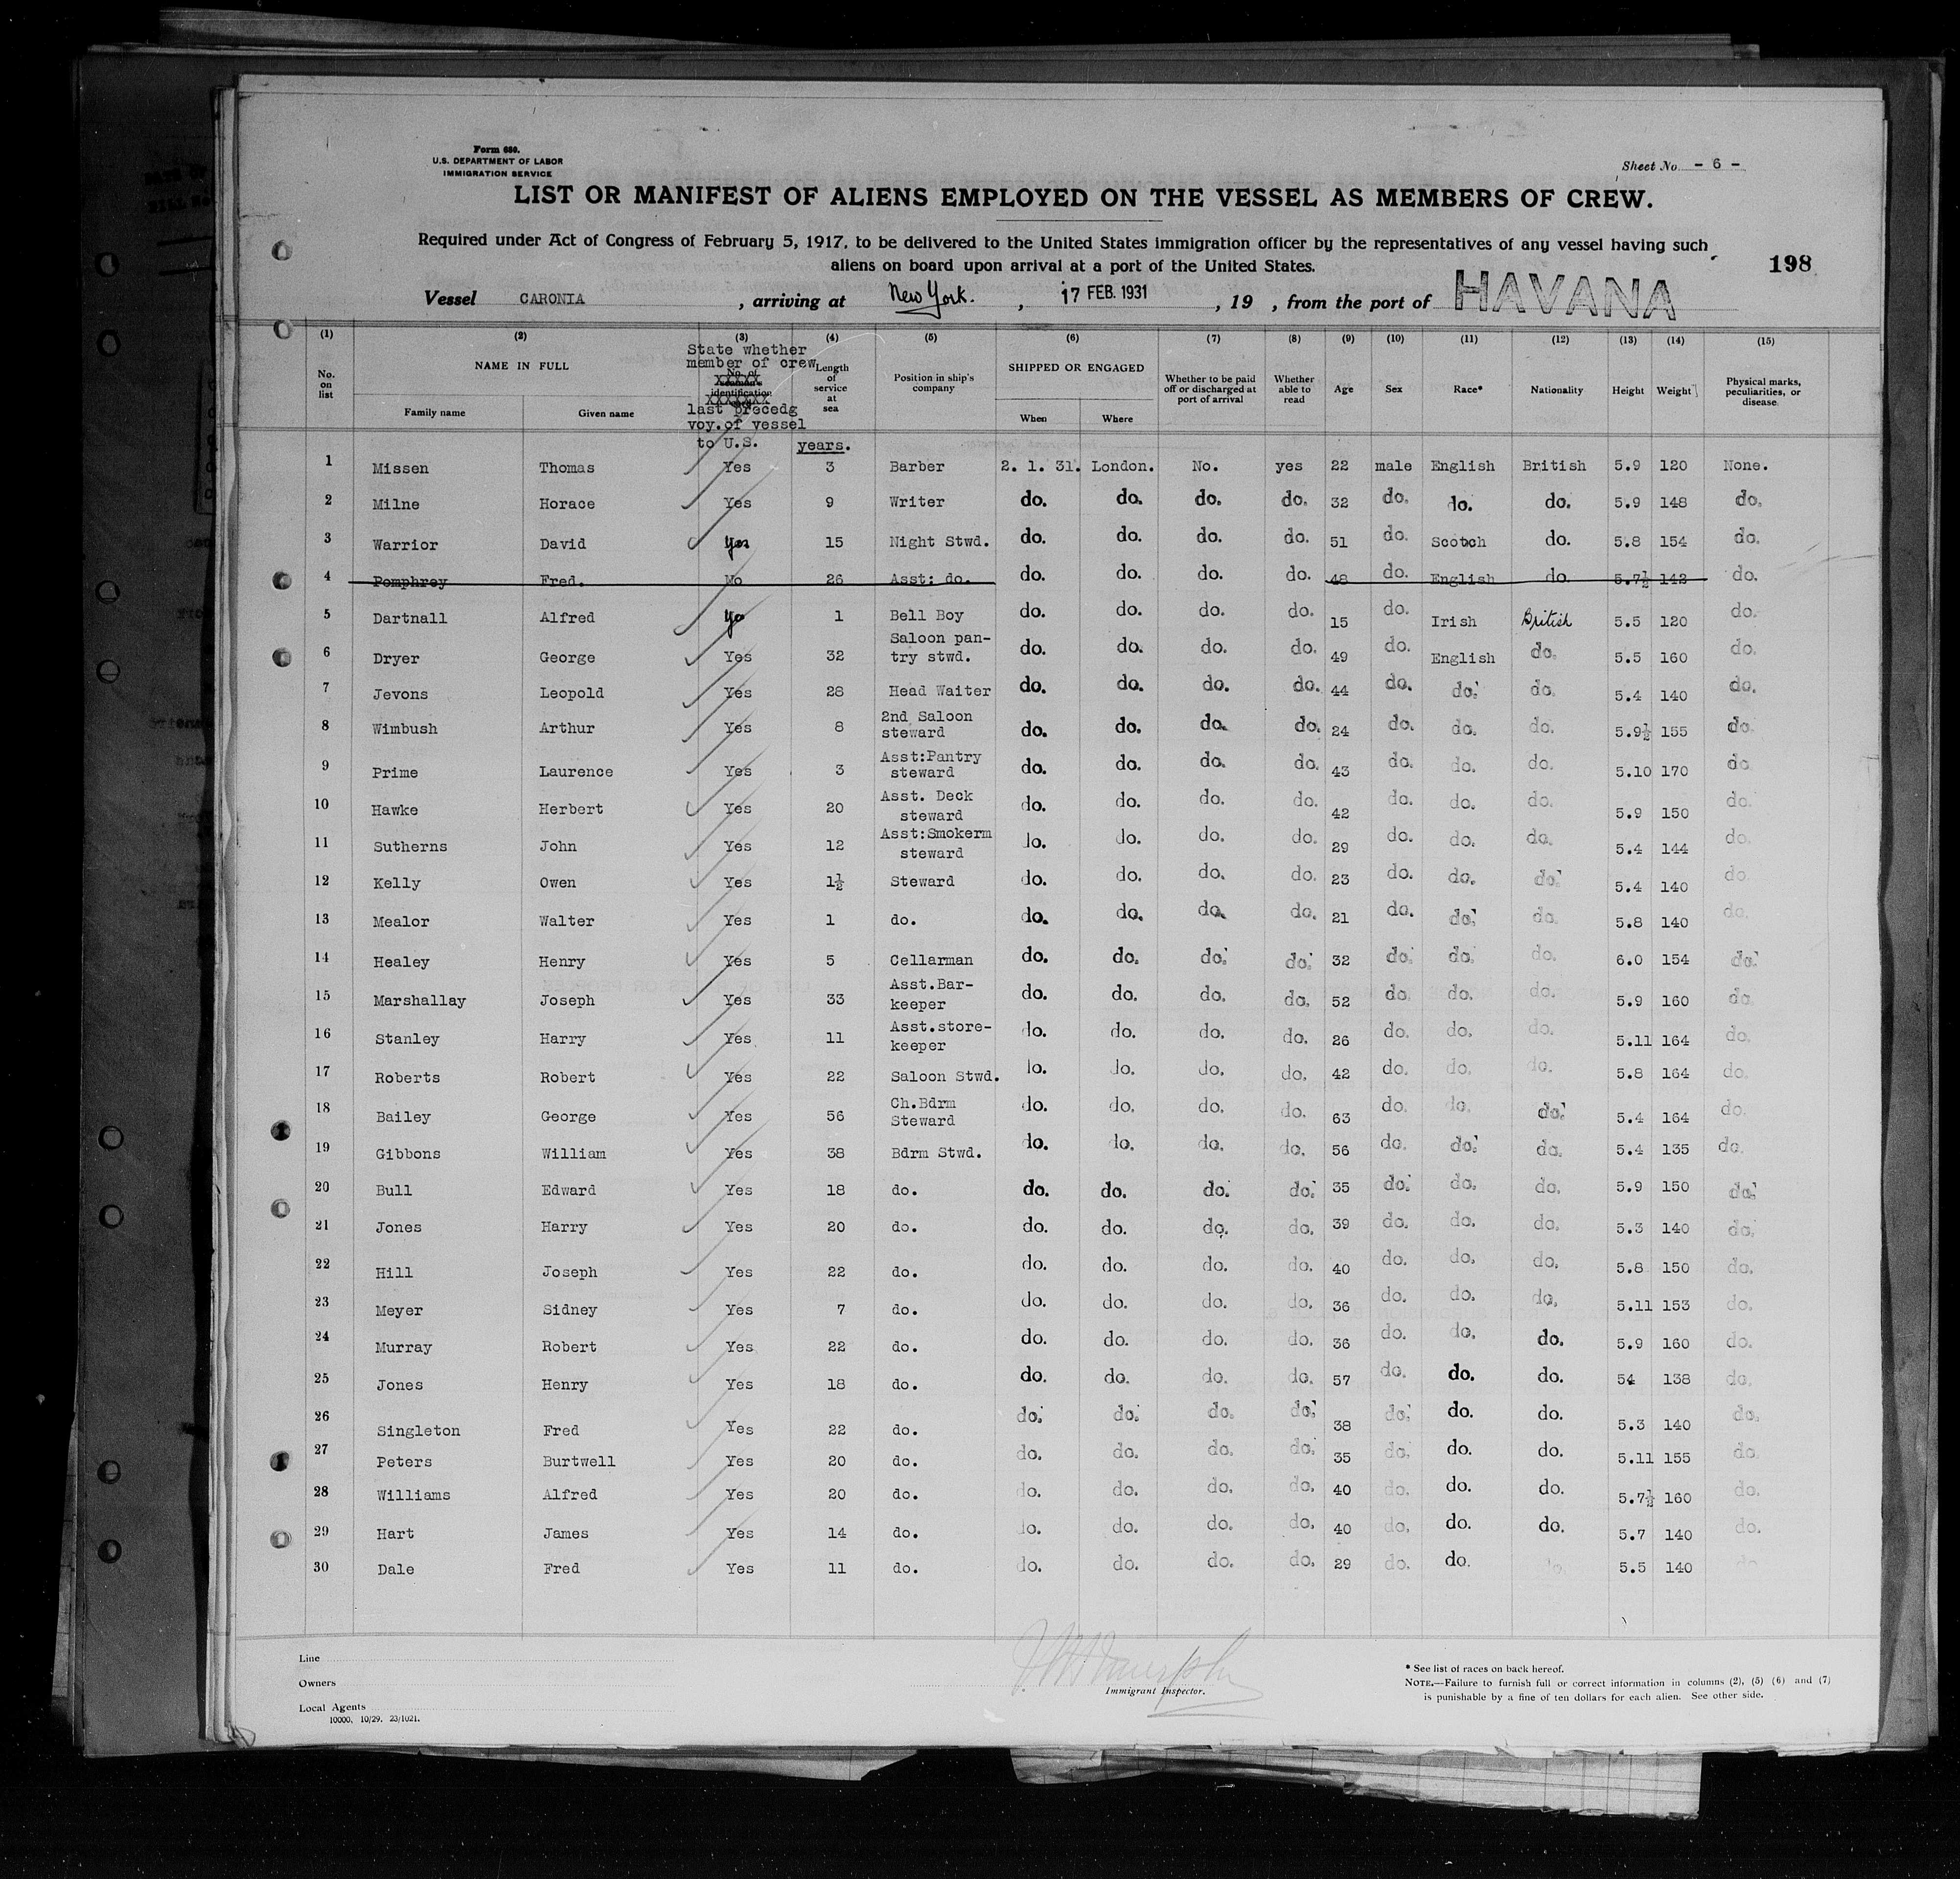 Form 680.
U.S. DEPARTMENT OF LABOR
IMMIGRATION SERVICE
Sheet No. - 6 -
LIST OR MANIFEST OF ALIENS EMPLOYED ON THE VESSEL AS MEMBERS OF CREW.
Required under Act of Congress of February 5, 1917, to be delivered to the United States immigration officer by the representatives of any vessel having such
aliens on board upon arrival at a port of the United States.
198
Vessel CARONIA, arriving at New York., 17 FEB. 1931, 19 , from the port of HAVANA
(1) (2) (3) (4) (5) (6) (7) (8) (9) (10) (11) (12) (13) (14) (15)
No. on list
NAME IN FULL
Family name Given name
State whether member of crew last precedg voy. of vessel to U.S.
Length of service at sea
years.
Position in ship's company
SHIPPED OR ENGAGED
When Where
Whether to be paid off or discharged at port of arrival
Whether able to read
Age Sex Race* Nationality Height Weight
Physical marks, peculiarities, or disease
1 Missen Thomas Yes 3 Barber 2. 1. 31. London. No. yes 22 male English British 5.9 120 None.
2 Milne Horace Yes 9 Writer do. do. do. do. 32 do. do. do. 5.9 148 do.
3 Warrior David yes 15 Night Stwd. do. do. do. do. 51 do. Scotch do. 5.8 154 do.
4 Pomphrey Fred. No 26 Asst: do. do. do. do. do. 48 do. English do. 5.7½ 142 do.
5 Dartnall Alfred 1 Bell Boy do. do. do. do. 15 do. Irish British 5.5 120 do.
6 Dryer George Yes 32 Saloon pan-try stwd. do. do. do. do. 49 do. English do. 5.5 160 do.
7 Jevons Leopold Yes 28 Head Waiter do. do. do. do. 44 do. do. do. 5.4 140 do.
8 Wimbush Arthur Yes 8 2nd Saloon steward do. do. do. do. 24 do. do. do. 5.9½ 155 do.
9 Prime Laurence Yes 3 Asst:Pantry steward do. do. do. do. 43 do. do. do. 5.10 170 do
10 Hawke Herbert Yes 20 Asst. Deck steward do. do. do. do. 42 do. do. do. 5.9 150 do.
11 Sutherns John Yes 12 Asst:Smokerm steward do. do. do. do. 29 do. do. do. 5.4 144 do.
12 Kelly Owen Yes 1½ Steward do. do. do. do. 23 do. do. do. 5.4 140 do.
13 Mealor Walter Yes 1 do. do. do. do. do. 21 do. do. do. 5.8 140 do.
14 Healey Henry Yes 5 Cellarman do. do. do. do. 32 do. do. do. 6.0 154 do.
15 Marshallay Joseph Yes 33 Asst.Bar-keeper do. do. do. do. 52 do. do. do. 5.9 160 do.
16 Stanley Harry Yes 11 Asst.store-keeper do. do. do. do. 26 do. do. do. 5.11 164 do.
17 Roberts Robert Yes 22 Saloon Stwd. do. do. do. do. 42 do. do. do. 5.8 164 do.
18 Bailey George Yes 56 Ch.Bdrm Steward do. do. do. do. 63 do. do. do. 5.4 164 do.
19 Gibbons William Yes 38 Bdrm Stwd. do. do. do. do. 56 do. do. do. 5.4 135 do.
20 Bull Edward Yes 18 do. do. do. do. do. 35 do. do. do. 5.9 150 do.
21 Jones Harry Yes 20 do. do. do. do. do. 39 do. do. do. 5.3 140 do.
22 Hill Joseph Yes 22 do. do. do. do. do. 40 do. do. do. 5.8 150 do.
23 Meyer Sidney Yes 7 do. do. do. do. do. 36 do. do. do. 5.11 153 do.
24 Murray Robert Yes 22 do. do. do. do. do. 36 do. do. do. 5.9 160 do.
25 Jones Henry Yes 18 do. do. do. do. do. 57 do. do. do. 54 138 do.
26 Singleton Fred Yes 22 do. do. do. do. do. 38 do. do. do. 5.3 140 do.
27 Peters Burtwell Yes 20 do. do. do. do. do. 35 do. do. do. 5.11 155 do.
28 Williams Alfred Yes 20 do. do. do. do. do. 40 do. do. do. 5.7½ 160 do.
29 Hart James Yes 14 do. do. do. do. do. 40 do. do. do. 5.7 140 do.
30 Dale Fred Yes 11 do. do. do. do. do. 29 do. do. 5.5 140
Line
Owners
Local Agents
10000, 10/29. 23/1021.
Immigrant Inspector.
* See list of races on back hereof.
NOTE.—Failure to furnish full or correct information in columns (2), (5) (6) and (7)
is punishable by a fine of ten dollars for each alien. See other side.